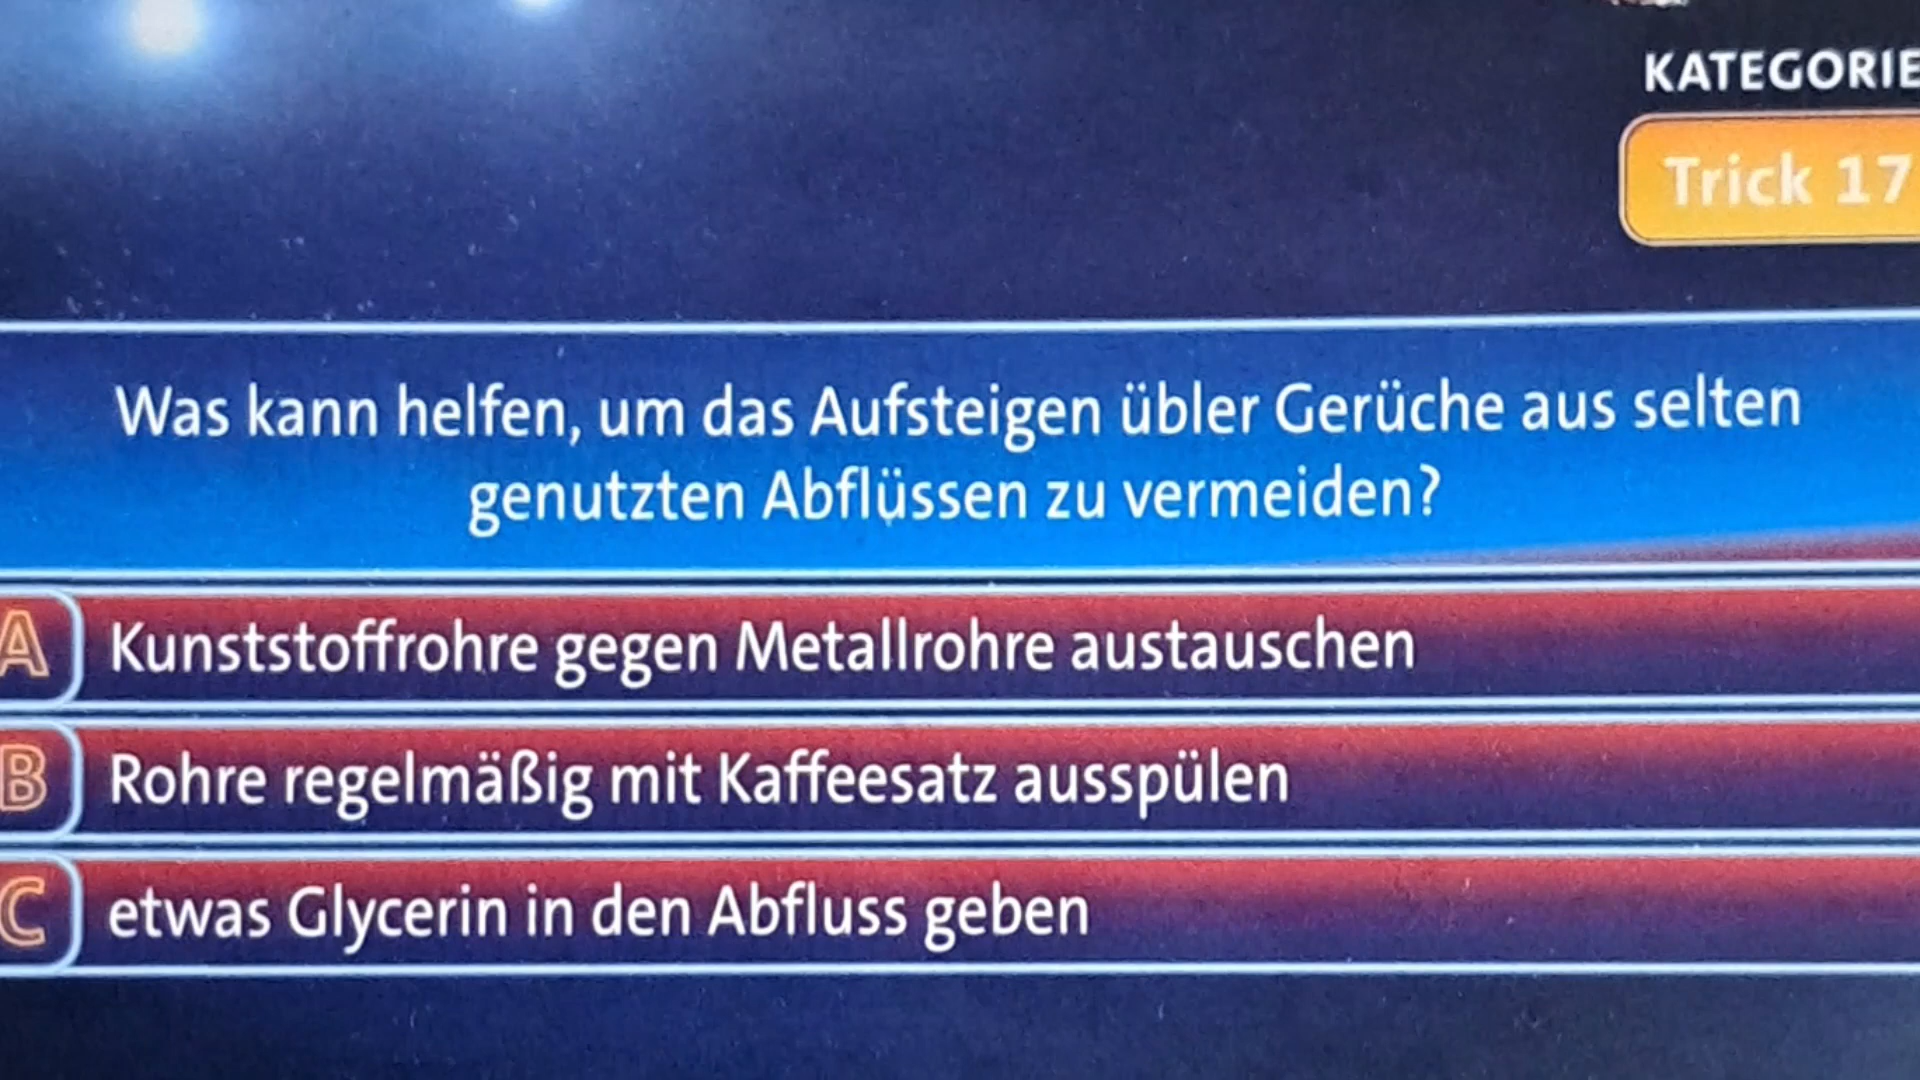 KATEGORIE
Trick 17
Was kann helfen, um das Aufsteigen übler Gerüche aus selten
genutzten Abflüssen zu vermeiden?
A Kunststoffrohre gegen Metallrohre austauschen
B Rohre regelmäßig mit Kaffeesatz ausspülen
C etwas Glycerin in den Abfluss geben